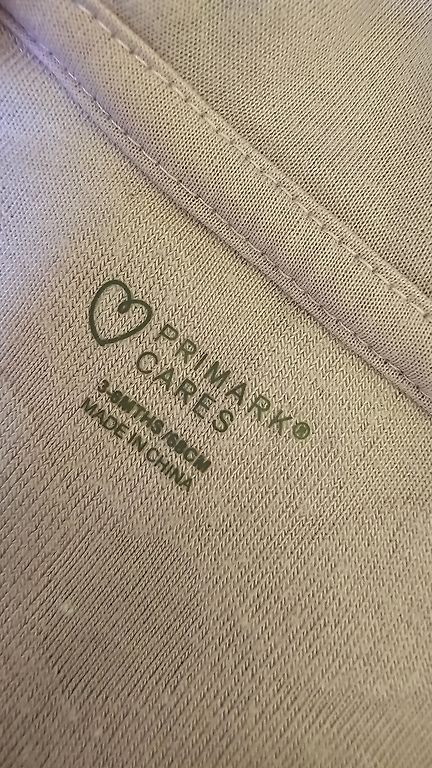 PRIMARK®
CARES
3-6MTHS/68CM
MADE IN CHINA